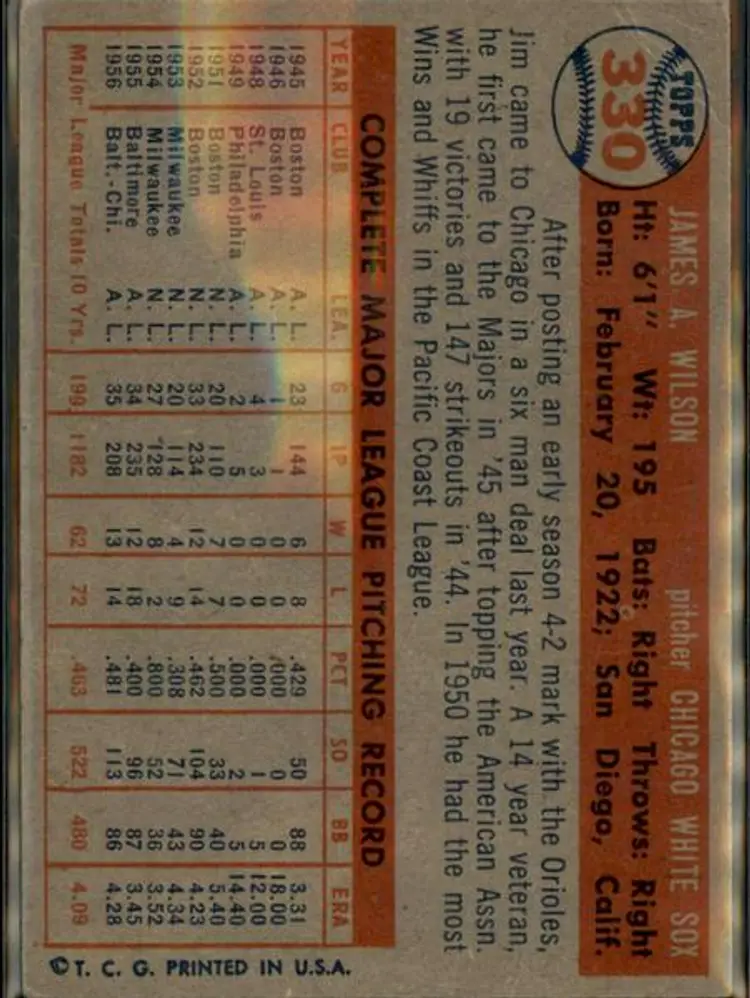 TOPPS
330
JAMES A. WILSON pitcher CHICAGO WHITE SOX
Ht: 6'1" Wt: 195 Bats: Right Throws: Right
Born: February 20, 1922; San Diego, Calif.
After posting an early season 4-2 mark with the Orioles,
Jim came to Chicago in a six man deal last year. A 14 year veteran,
he first came to the Majors in '45 after topping the American Assn.
with 19 victories and 147 strikeouts in '44. In 1950 he had the most
Wins and Whiffs in the Pacific Coast League.
COMPLETE MAJOR LEAGUE PITCHING RECORD
YEAR CLUB LEA. G IP W L PCT SO BB ERA
1945 Boston A. L. 23 144 6 8 .429 50 88 3.31
1946 Boston A. L. 1 1 0 0 .000 0 0 18.00
1948 St. Louis A. L. 4 3 0 0 .000 1 5 12.00
1949 Philadelphia A. L. 2 5 0 0 .000 2 5 14.40
1951 Boston N. L. 20 110 7 7 .500 33 40 5.40
1952 Boston N. L. 33 234 12 14 .462 104 90 4.23
1953 Milwaukee N. L. 20 114 4 9 .308 71 43 4.34
1954 Milwaukee N. L. 27 128 8 2 .800 52 36 3.52
1955 Baltimore A. L. 34 235 12 18 .400 96 87 3.45
1956 Balt.-Chi. A. L. 35 208 13 14 .481 113 86 4.28
Major League Totals 10 Yrs. 199 1182 62 72 .463 522 480 4.09
© T. C. G. PRINTED IN U.S.A.